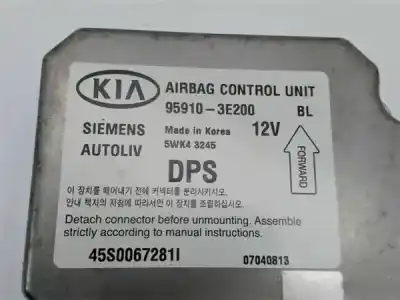 KIA AIRBAG CONTROL UNIT
95910-3E200 BL
SIEMENS Made in Korea 12V
AUTOLIV 5WK4 3245
FORWARD
DPS
이 장치를 떼어내기 전에 커넥터를 분리시키시오.
안내 책자의 지침에 따라서만 이 장치를 조립하십시오.
Detach connector before unmounting. Assemble
strictly according to manual instructions.
45S0067281I 07040813